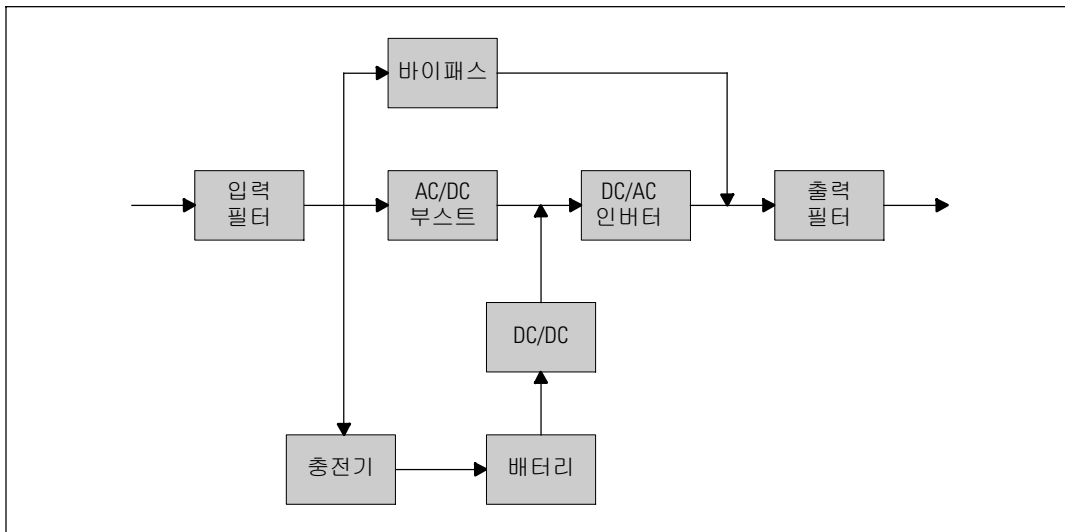 바이패스
입력
필터
AC/DC
부스트
DC/AC
인버터
출력
필터
DC/DC
충전기
배터리